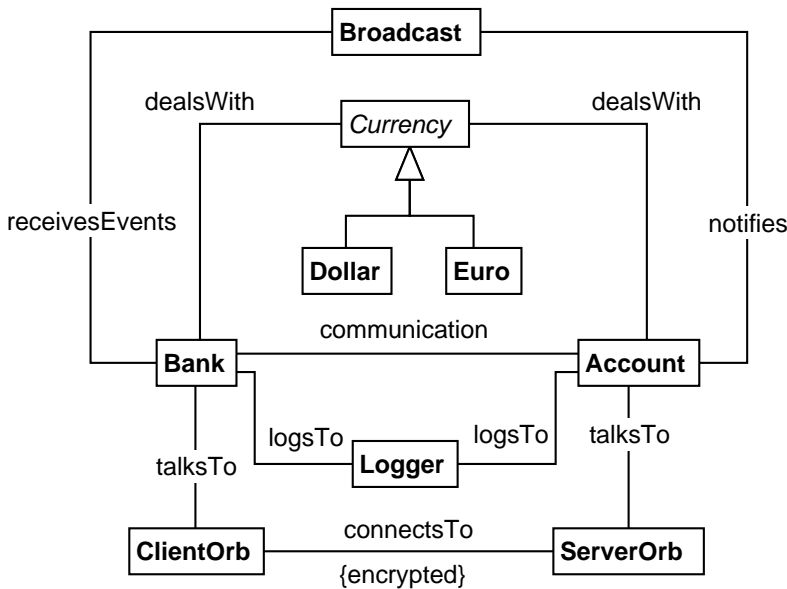 Broadcast
dealsWith
dealsWith
Currency
receivesEvents
notifies
Dollar
Euro
communication
Bank
Account
logsTo
logsTo
talksTo
talksTo
Logger
connectsTo
ClientOrb
ServerOrb
{encrypted}